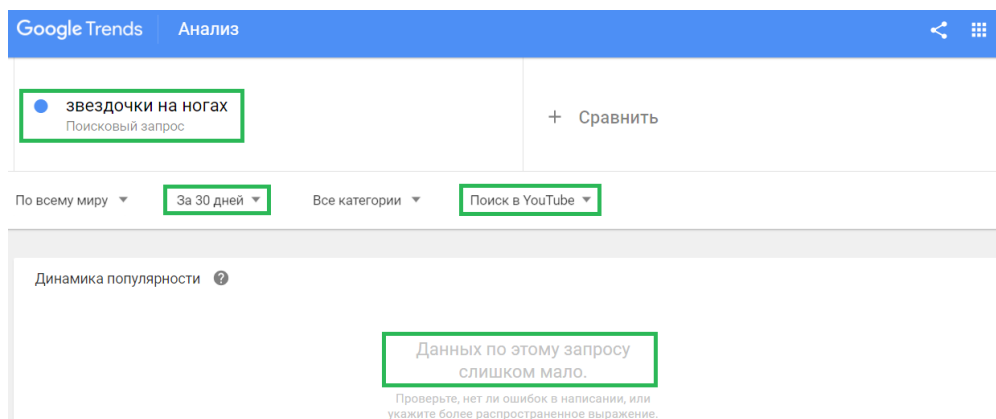 Google Trends Анализ
звездочки на ногах
Поисковый запрос
+ Сравнить
По всему миру За 30 дней Все категории Поиск в YouTube
Динамика популярности ?
Данных по этому запросу
слишком мало.
Проверьте, нет ли ошибок в написании, или
укажите более распространенное выражение.